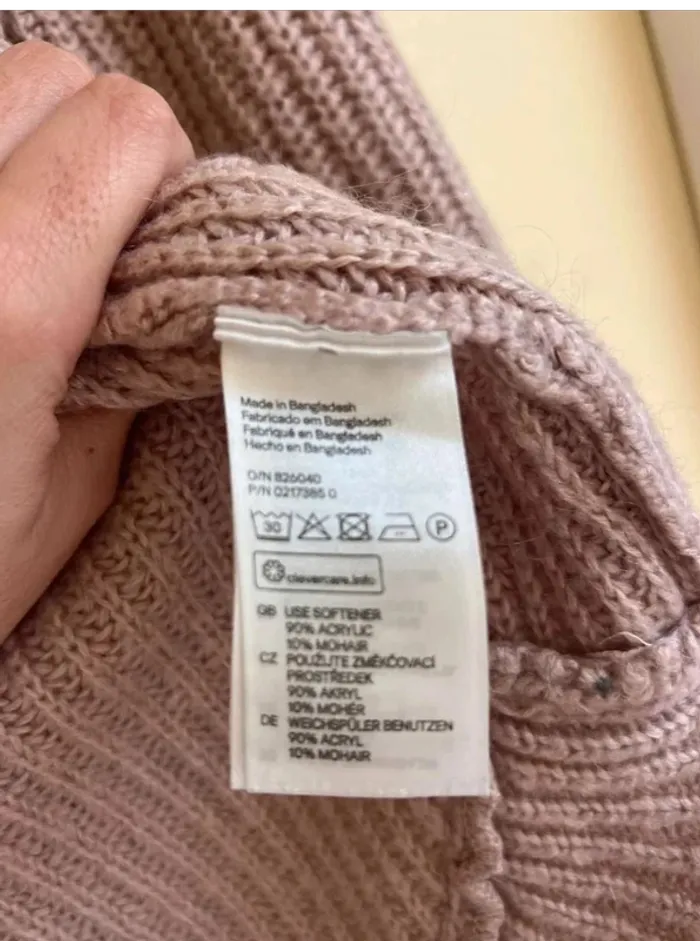 Made in Bangladesh
Fabricado em Bangladesh
Fabriqué en Bangladesh
Hecho en Bangladesh
O/N 826040
P/N 0217385 0
30
P
clevercare.info
GB USE SOFTENER
90% ACRYLIC
10% MOHAIR
CZ POUŽIJTE ZMĚKČOVACÍ
PROSTŘEDEK
90% AKRYL
10% MOHÉR
DE WEICHSPÜLER BENUTZEN
90% ACRYL
10% MOHAIR